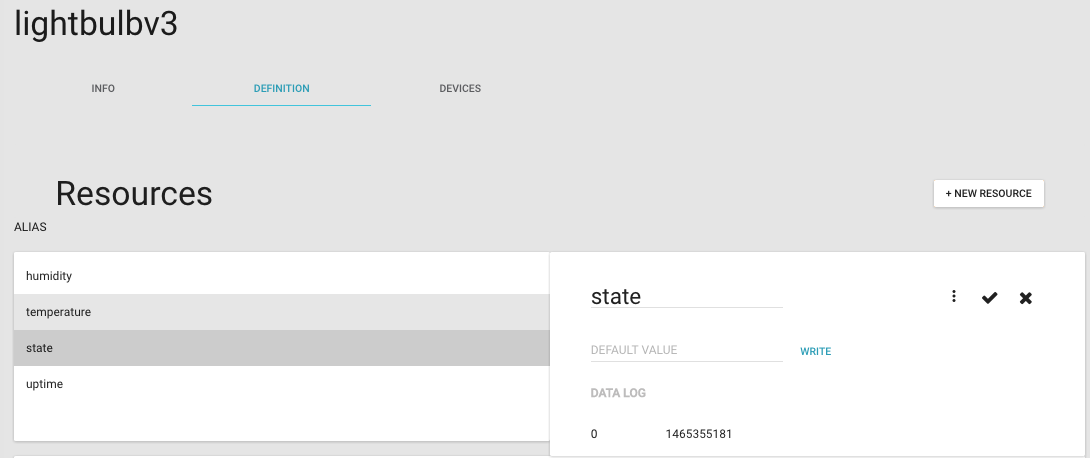 lightbulbv3
INFO DEFINITION DEVICES
Resources
+ NEW RESOURCE
ALIAS
humidity
temperature
state
uptime
state
DEFAULT VALUE WRITE
DATA LOG
0 1465355181